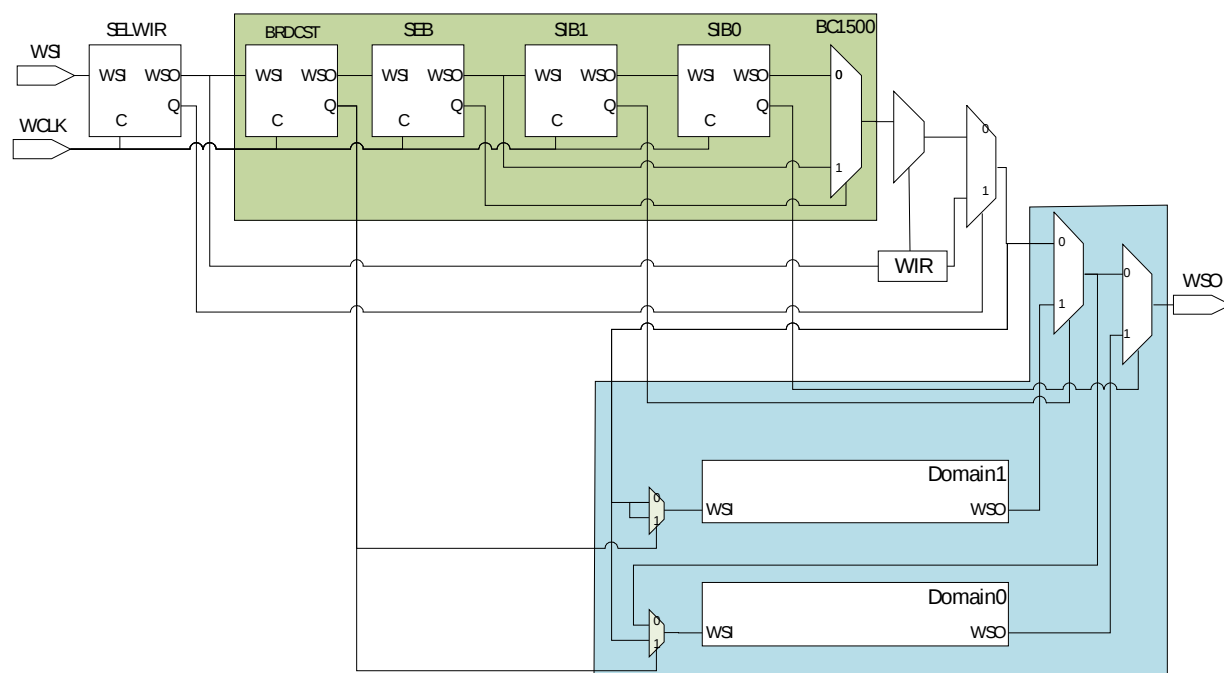 SELWIR
BRDCST
SEB
SIB1
SIB0
BC1500
WSI
WSI WSO
Q
C
WSI WSO
Q
C
WSI WSO
Q
C
WSI WSO
Q
C
WSI WSO
Q
C
WCLK
0
1
0
1
WIR
0
1
0
1
WSO
Domain1
WSI WSO
0
1
Domain0
WSI WSO
0
1